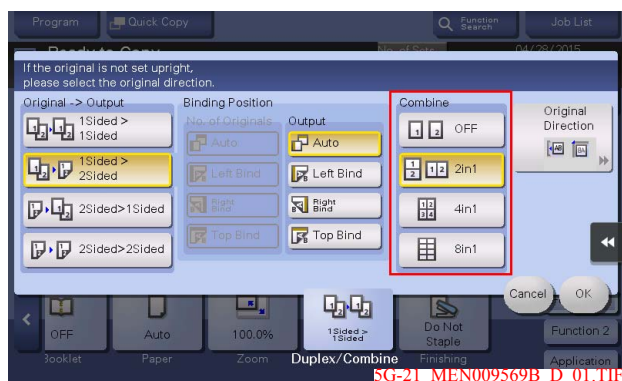 Program
Quick Copy
Function
Search
Job List
Ready to Copy
No. of Sets
04/28/2015
If the original is not set upright,
please select the original direction.
Original -> Output
Binding Position
Combine
Original
Direction
No. of Originals
Output
1Sided >
1Sided
1Sided >
2Sided
2Sided>1Sided
2Sided>2Sided
Auto
Left Bind
Right
Bind
Top Bind
Auto
Left Bind
Right
Bind
Top Bind
OFF
2in1
4in1
8in1
Cancel
OK
OFF
Auto
100.0%
1Sided >
1Sided
Do Not
Staple
Function 2
Booklet
Paper
Zoom
Duplex/Combine
Finishing
Application
5G-21_MEN009569B_D_01.TIF